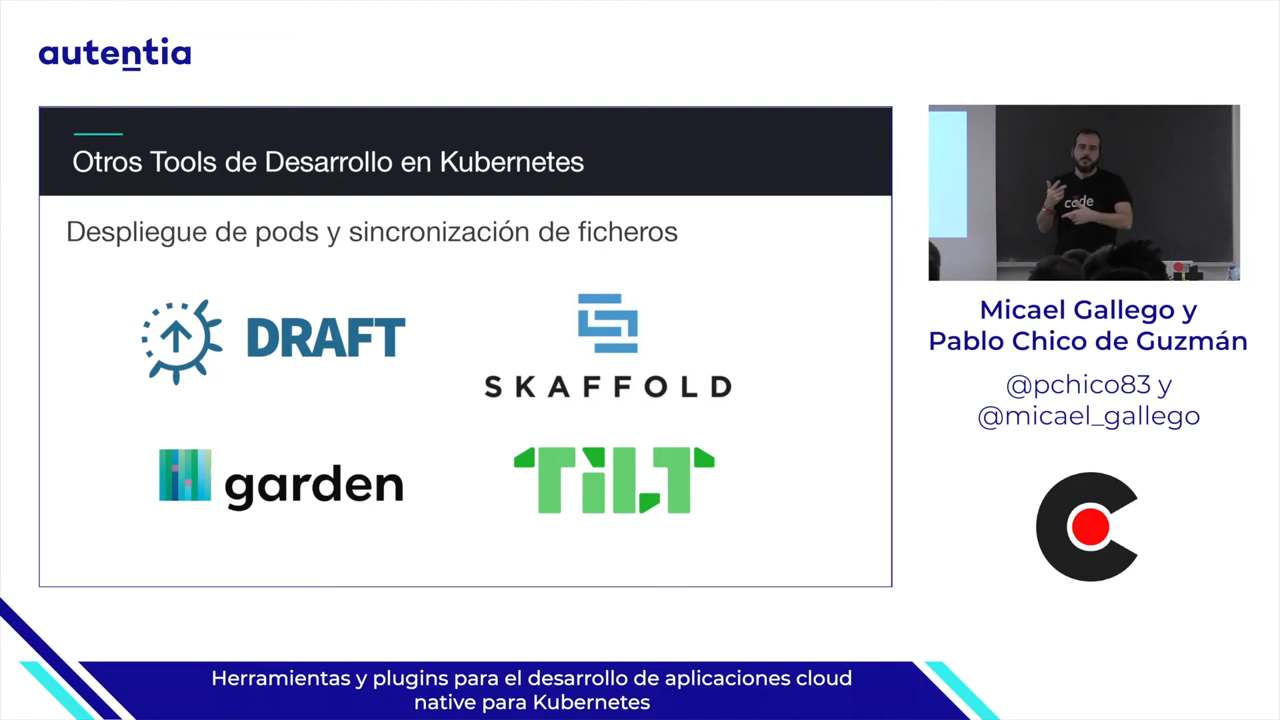 autentia
Otros Tools de Desarrollo en Kubernetes
Despliegue de pods y sincronización de ficheros
DRAFT
SKAFFOLD
garden
TiLT
code
Micael Gallego y
Pablo Chico de Guzmán
@pchico83 y
@micael_gallego
Herramientas y plugins para el desarrollo de aplicaciones cloud
native para Kubernetes